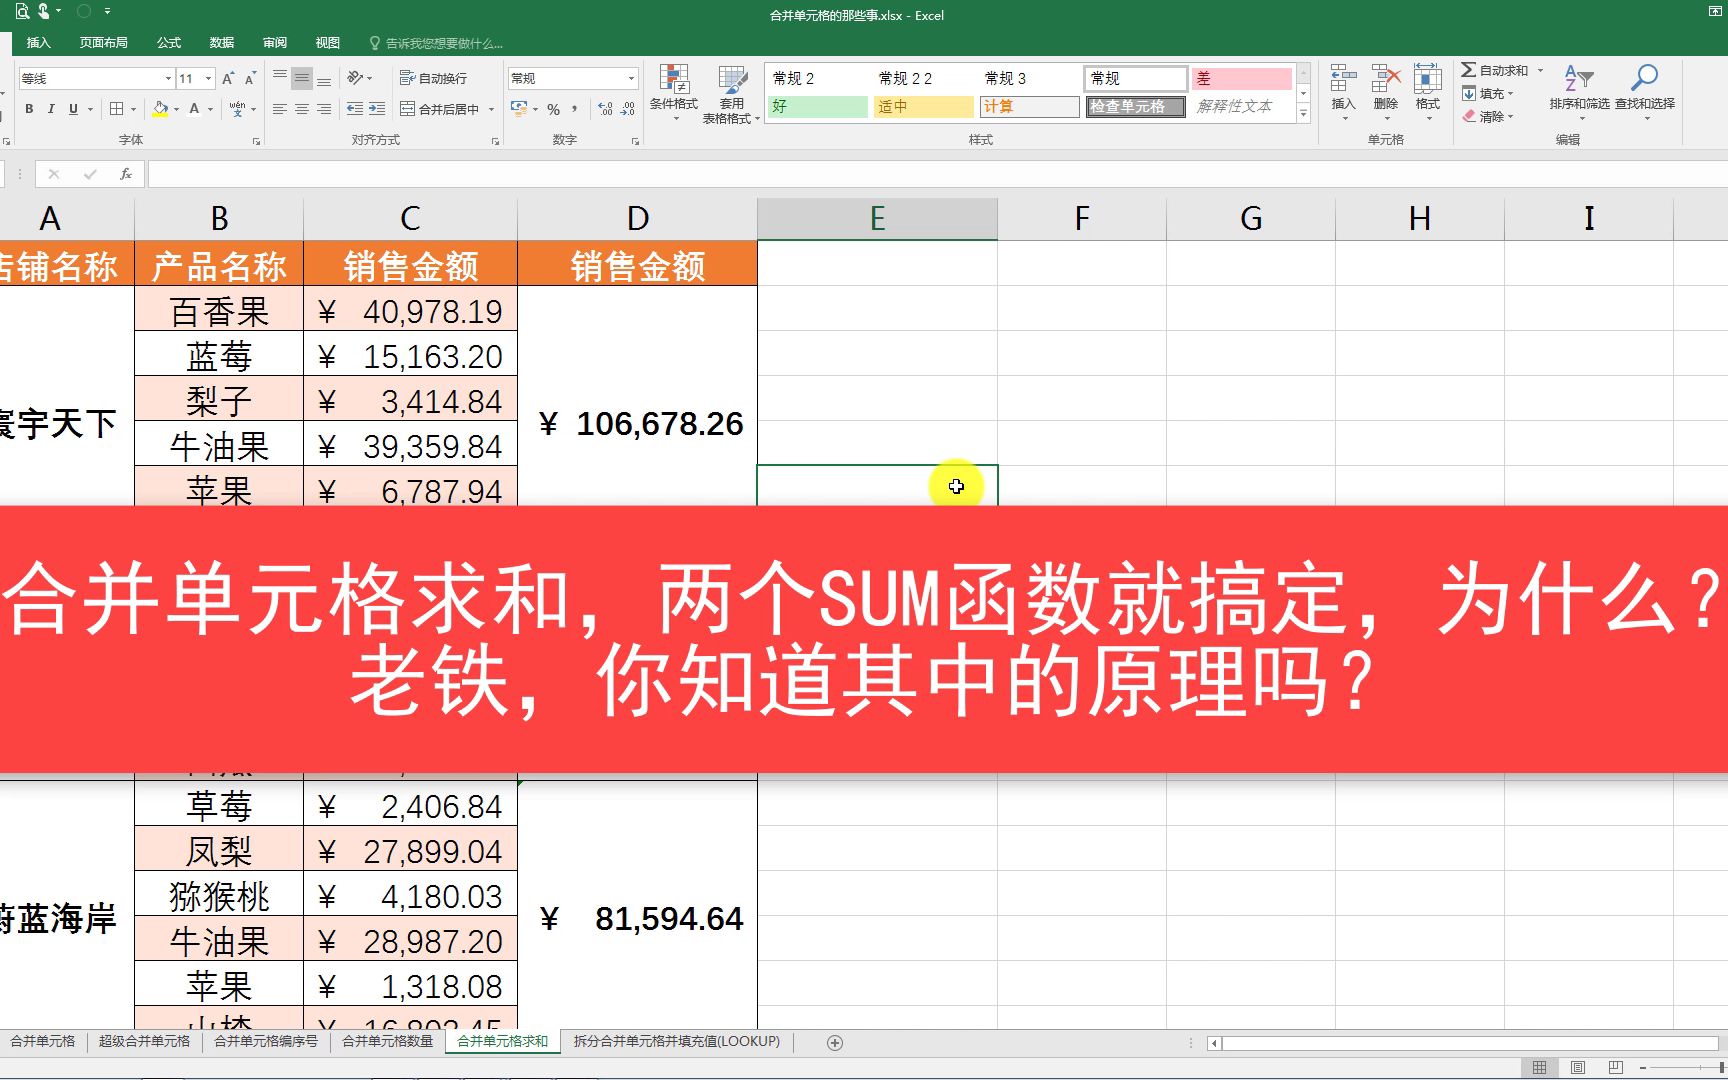 合并单元格的那些事.xlsx - Excel
插入 页面布局 公式 数据 审阅 视图 告诉我您想要做什么...
等线 11 A A 自动换行 常规 条件格式 套用 表格格式 常规 2 常规 2 2 常规 3 常规 差 插入 删除 格式 自动求和 排序和筛选 查找和选择
B I U A wén 文 合并后居中 % , 好 适中 计算 检查单元格 解释性文本 填充
清除
字体 对齐方式 数字 样式 单元格 编辑
fx
A B C D E F G H I
店铺名称 产品名称 销售金额 销售金额
百香果 ¥ 40,978.19
蓝莓 ¥ 15,163.20
梨子 ¥ 3,414.84
寰宇天下 ¥ 106,678.26
牛油果 ¥ 39,359.84
苹果 ¥ 6,787.94
合并单元格求和，两个SUM函数就搞定，为什么？
老铁，你知道其中的原理吗？
草莓 ¥ 2,406.84
凤梨 ¥ 27,899.04
猕猴桃 ¥ 4,180.03
蔚蓝海岸 ¥ 81,594.64
牛油果 ¥ 28,987.20
苹果 ¥ 1,318.08
山楂 ¥ 16,803.45
合并单元格 超级合并单元格 合并单元格编序号 合并单元格数量 合并单元格求和 拆分合并单元格并填充值(LOOKUP)